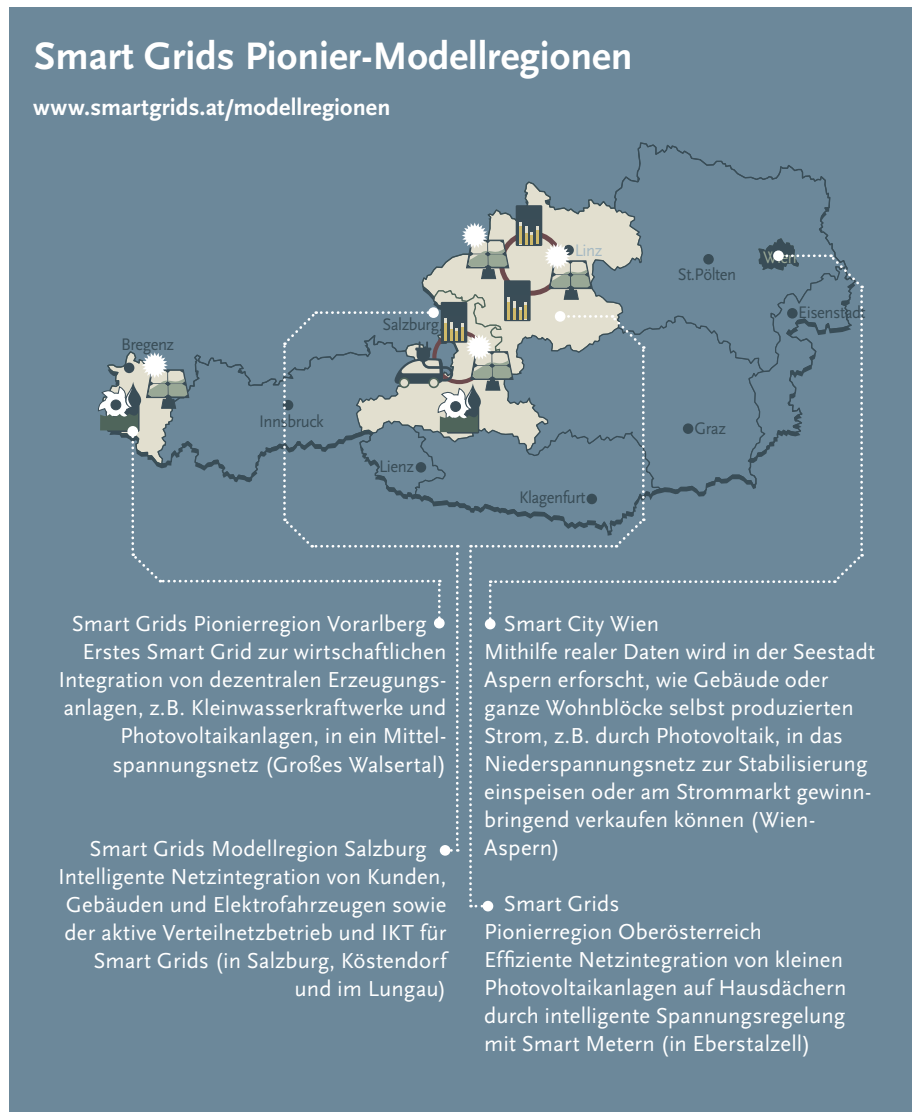 Smart Grids Pionier-Modellregionen
www.smartgrids.at/modellregionen
Linz
Wien
St.Pölten
Eisenstadt
Salzburg
Bregenz
Innsbruck
Graz
Lienz
Klagenfurt
Smart Grids Pionierregion Vorarlberg
Erstes Smart Grid zur wirtschaftlichen
Integration von dezentralen Erzeugungs-
anlagen, z.B. Kleinwasserkraftwerke und
Photovoltaikanlagen, in ein Mittel-
spannungsnetz (Großes Walsertal)
Smart Grids Modellregion Salzburg
Intelligente Netzintegration von Kunden,
Gebäuden und Elektrofahrzeugen sowie
der aktive Verteilnetzbetrieb und IKT für
Smart Grids (in Salzburg, Köstendorf
und im Lungau)
Smart City Wien
Mithilfe realer Daten wird in der Seestadt
Aspern erforscht, wie Gebäude oder
ganze Wohnblöcke selbst produzierten
Strom, z.B. durch Photovoltaik, in das
Niederspannungsnetz zur Stabilisierung
einspeisen oder am Strommarkt gewinn-
bringend verkaufen können (Wien-
Aspern)
Smart Grids
Pionierregion Oberösterreich
Effiziente Netzintegration von kleinen
Photovoltaikanlagen auf Hausdächern
durch intelligente Spannungsregelung
mit Smart Metern (in Eberstalzell)